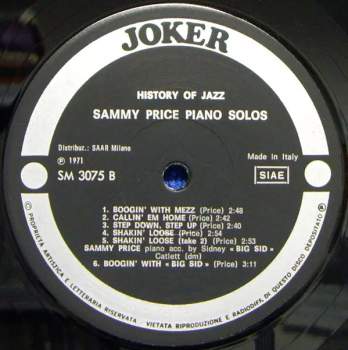 JOKER
HISTORY OF JAZZ
SAMMY PRICE PIANO SOLOS
Distribuz.: SAAR Milano
Ⓟ 1971
SM 3075 B
Made in Italy
SIAE
1. BOOGIN' WITH MEZZ (Price) 2:48
2. CALLIN' EM HOME (Price) 2:42
3. STEP DOWN, STEP UP (Price) 2:40
4. SHAKIN' LOOSE (Price) 2:54
5. SHAKIN' LOOSE (take 2) (Price) 2:53
SAMMY PRICE piano acc. by Sidney «BIG SID»
Catlett (dm)
6. BOOGIN' WITH «BIG SID» (Price) 3:11
© PROPRIETÀ ARTISTICA E LETTERARIA RISERVATA - VIETATA RIPRODUZIONE E RADIODIFF. DI QUESTO DISCO DEPOSITATO ®